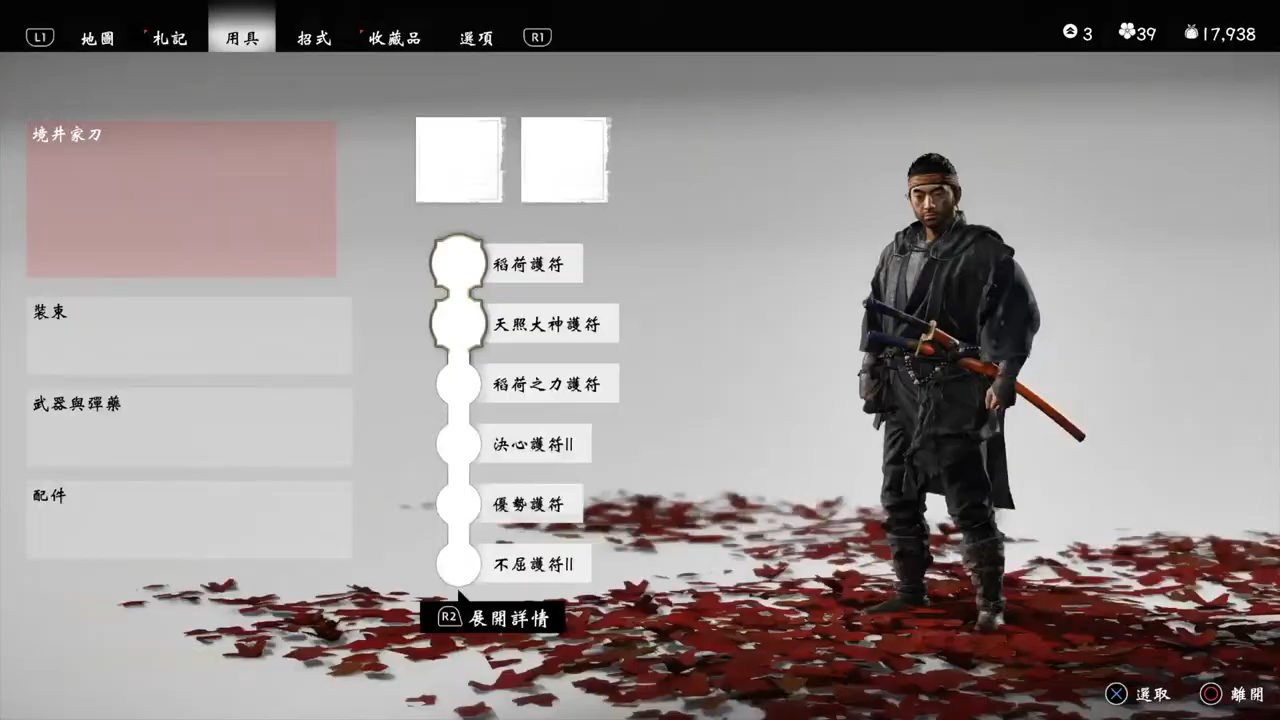 L1 地圖 札記 用具 招式 收藏品 選項 R1 3 39 17,938
境井家刀
裝束
武器與彈藥
配件
稻荷護符
天照大神護符
稻荷之力護符
決心護符II
優勢護符
不屈護符II
R2 展開詳情
選取 離開